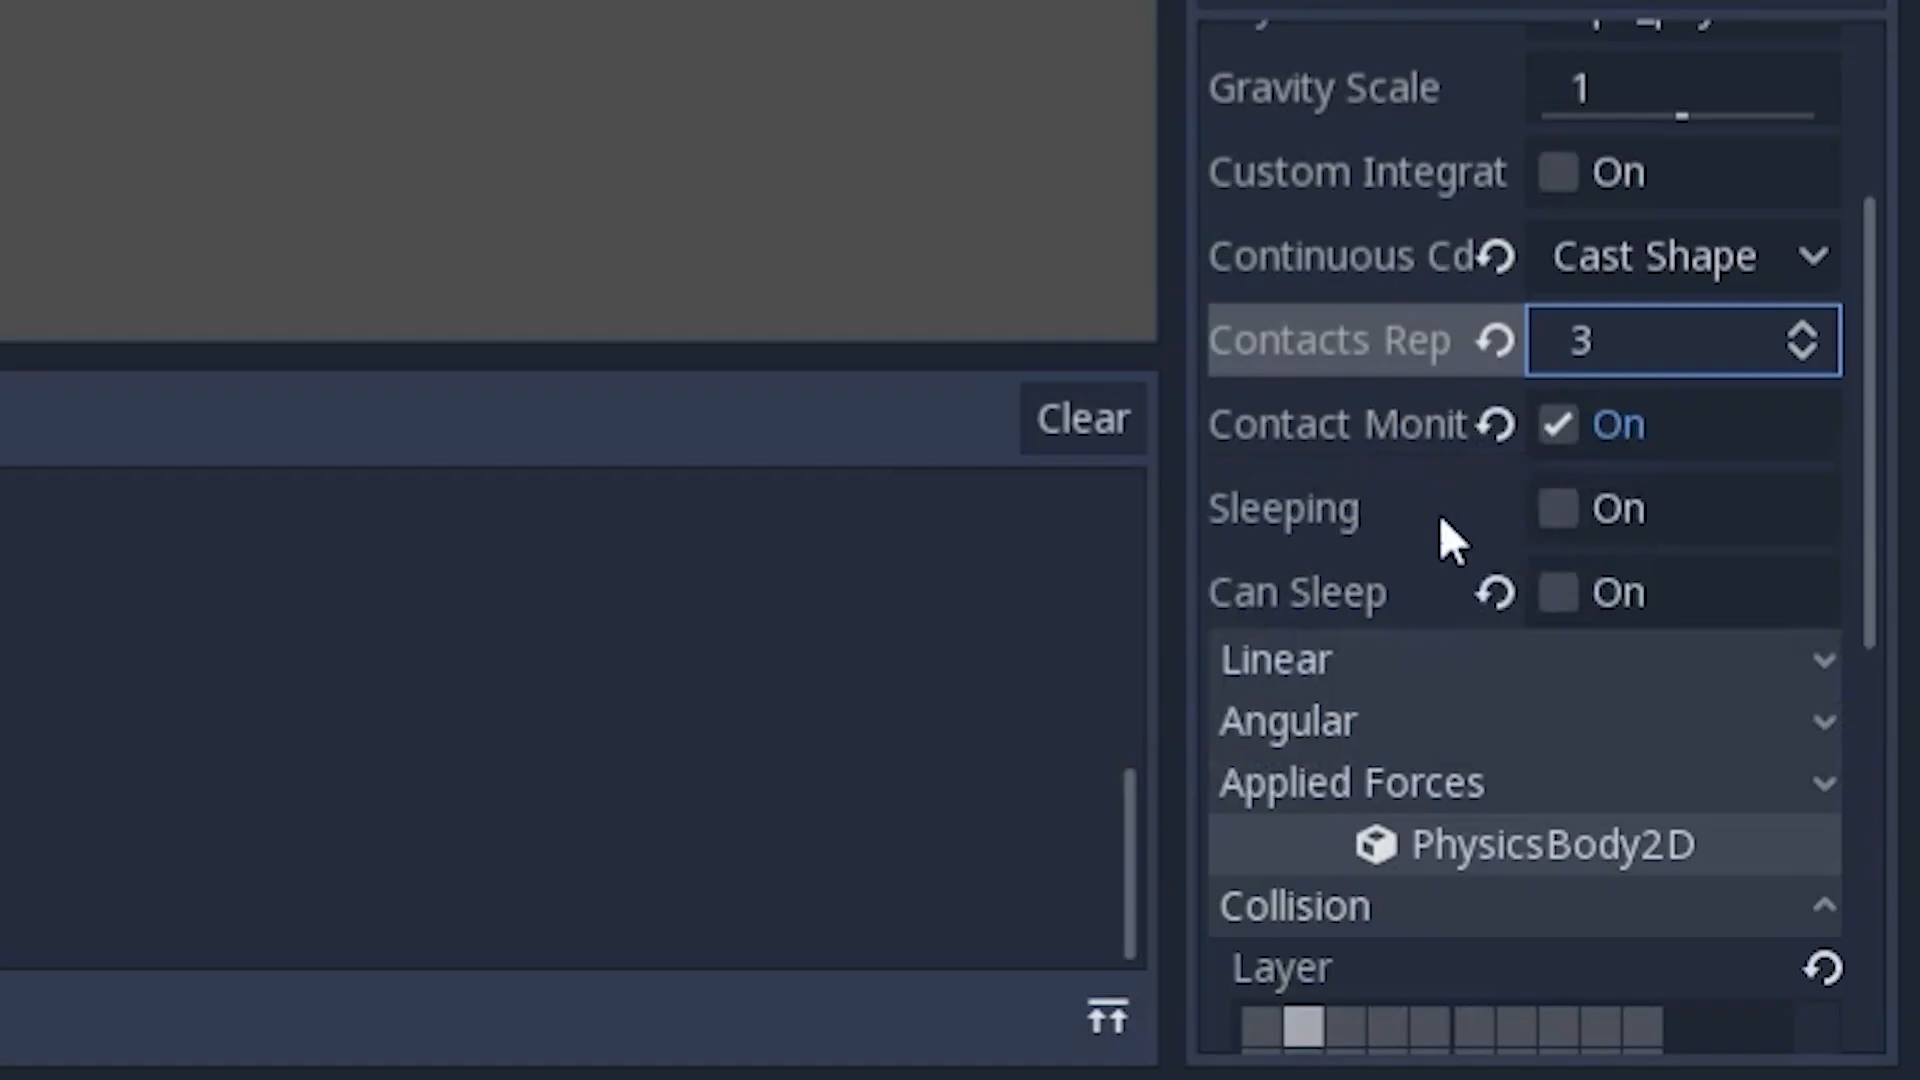 Gravity Scale 1
Custom Integrat On
Continuous Cd Cast Shape
Contacts Rep 3
Contact Monit On
Sleeping On
Can Sleep On
Linear
Angular
Applied Forces
PhysicsBody2D
Collision
Layer
Clear